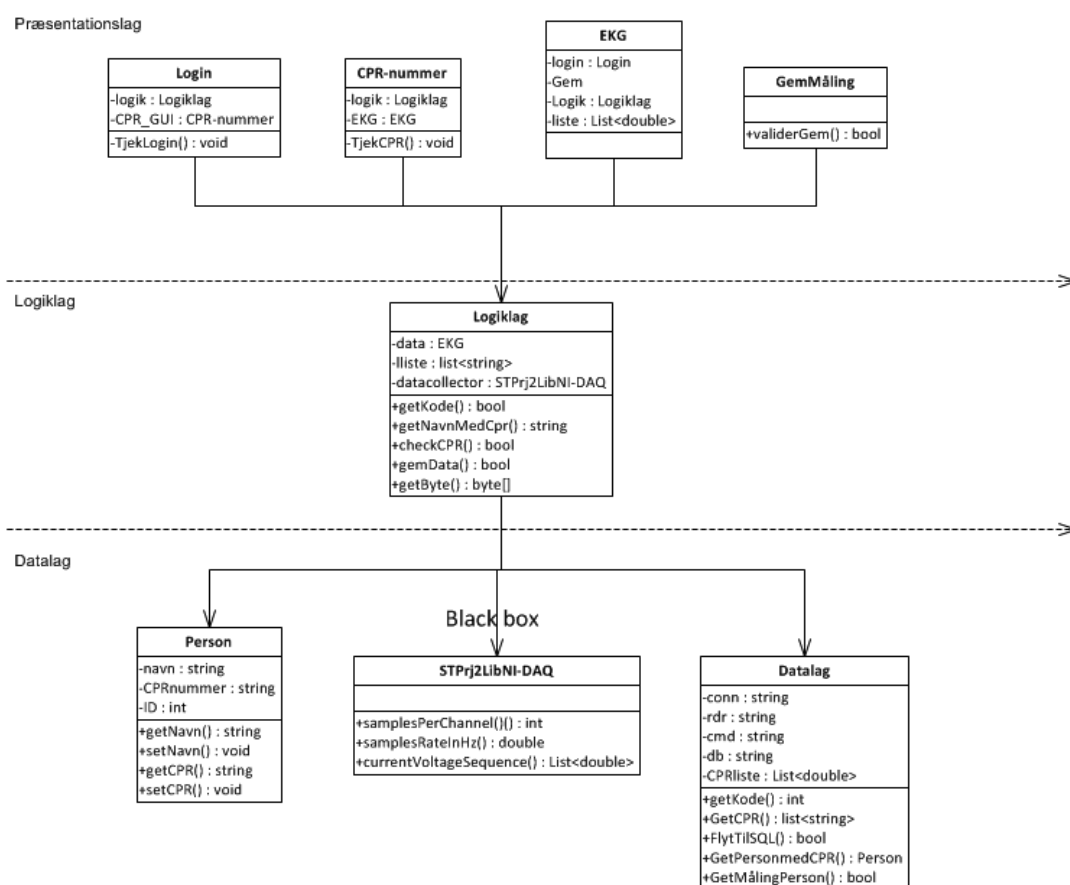 Præsentationslag
Login
-logik : Logiklag
-CPR_GUI : CPR-nummer
-TjekLogin() : void
CPR-nummer
-logik : Logiklag
-EKG : EKG
-TjekCPR() : void
EKG
-login : Login
-Gem
-Logik : Logiklag
-liste : List<double>
GemMåling
+validerGem() : bool
Logiklag
Logiklag
-data : EKG
-lliste : list<string>
-datacollector : STPrj2LibNI-DAQ
+getKode() : bool
+getNavnMedCpr() : string
+checkCPR() : bool
+gemData() : bool
+getByte() : byte[]
Datalag
Person
-navn : string
-CPRnummer : string
-ID : int
+getNavn() : string
+setNavn() : void
+getCPR() : string
+setCPR() : void
Black box
STPrj2LibNI-DAQ
+samplesPerChannel()() : int
+samplesRateInHz() : double
+currentVoltageSequence() : List<double>
Datalag
-conn : string
-rdr : string
-cmd : string
-db : string
-CPRliste : List<double>
+getKode() : int
+GetCPR() : list<string>
+FlytTilSQL() : bool
+GetPersonmedCPR() : Person
+GetMålingPerson() : bool